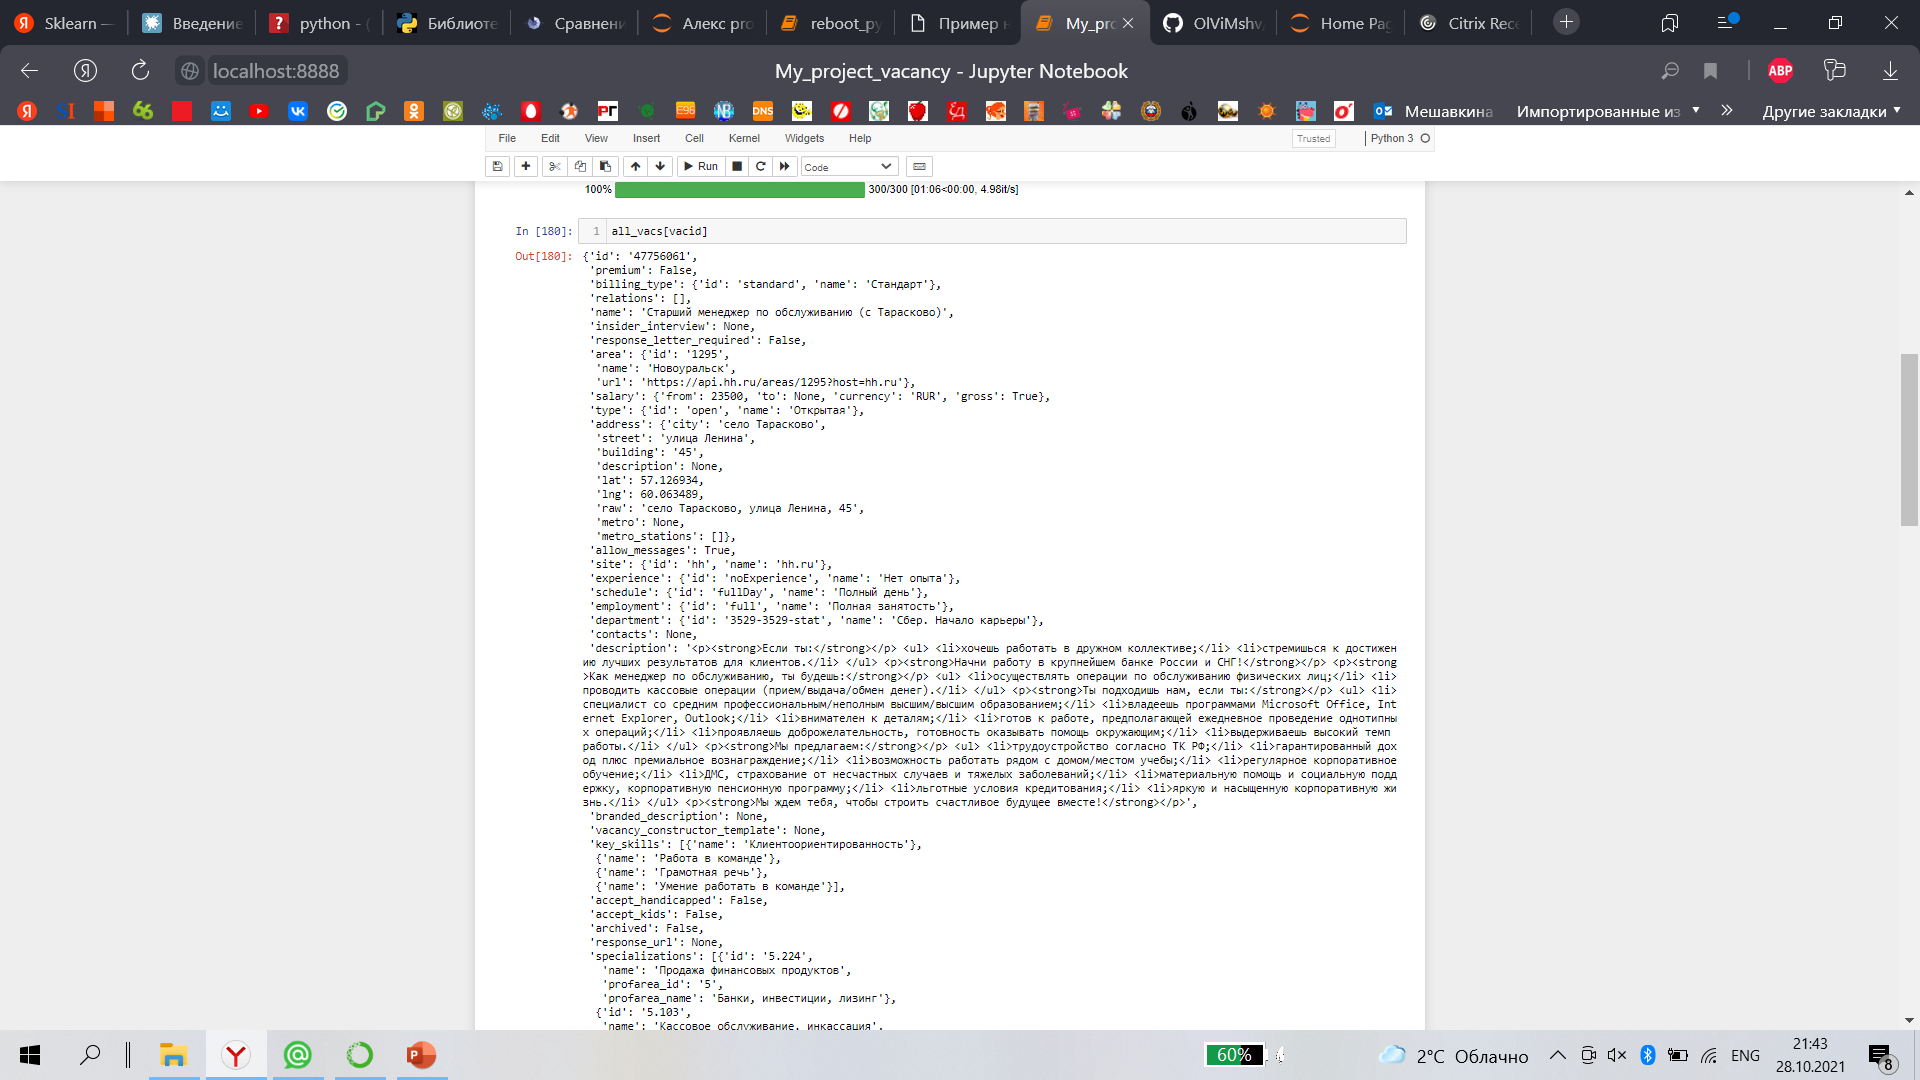 Sklearn —
Введение
python - (
Библиоте
Сравнени
Алекс pro
reboot_py
Пример н
My_pro
OlViMshv
Home Pag
Citrix Rece
localhost:8888
My_project_vacancy - Jupyter Notebook
ABP
Мешавкина
Импортированные из
Другие закладки
File Edit View Insert Cell Kernel Widgets Help
Trusted
Python 3
Run
Code
100% 300/300 [01:06<00:00, 4.98it/s]
In [180]: 1 all_vacs[vacid]
Out[180]: {'id': '47756061',
'premium': False,
'billing_type': {'id': 'standard', 'name': 'Стандарт'},
'relations': [],
'name': 'Старший менеджер по обслуживанию (с Тарасково)',
'insider_interview': None,
'response_letter_required': False,
'area': {'id': '1295',
'name': 'Новоуральск',
'url': 'https://api.hh.ru/areas/1295?host=hh.ru'},
'salary': {'from': 23500, 'to': None, 'currency': 'RUR', 'gross': True},
'type': {'id': 'open', 'name': 'Открытая'},
'address': {'city': 'село Тарасково',
'street': 'улица Ленина',
'building': '45',
'description': None,
'lat': 57.126934,
'lng': 60.063489,
'raw': 'село Тарасково, улица Ленина, 45',
'metro': None,
'metro_stations': []},
'allow_messages': True,
'site': {'id': 'hh', 'name': 'hh.ru'},
'experience': {'id': 'noExperience', 'name': 'Нет опыта'},
'schedule': {'id': 'fullDay', 'name': 'Полный день'},
'employment': {'id': 'full', 'name': 'Полная занятость'},
'department': {'id': '3529-3529-stat', 'name': 'Сбер. Начало карьеры'},
'contacts': None,
'description': '<p><strong>Если ты:</strong></p> <ul> <li>хочешь работать в дружном коллективе;</li> <li>стремишься к достижен
ию лучших результатов для клиентов.</li> </ul> <p><strong>Начни работу в крупнейшем банке России и СНГ!</strong></p> <p><strong
>Как менеджер по обслуживанию, ты будешь:</strong></p> <ul> <li>осуществлять операции по обслуживанию физических лиц;</li> <li>
проводить кассовые операции (прием/выдача/обмен денег).</li> </ul> <p><strong>Ты подходишь нам, если ты:</strong></p> <ul> <li>
специалист со средним профессиональным/неполным высшим/высшим образованием;</li> <li>владеешь программами Microsoft Office, Int
ernet Explorer, Outlook;</li> <li>внимателен к деталям;</li> <li>готов к работе, предполагающей ежедневное проведение однотипны
х операций;</li> <li>проявляешь доброжелательность, готовность оказывать помощь окружающим;</li> <li>выдерживаешь высокий темп
работы.</li> </ul> <p><strong>Мы предлагаем:</strong></p> <ul> <li>трудоустройство согласно ТК РФ;</li> <li>гарантированный дох
од плюс премиальное вознаграждение;</li> <li>возможность работать рядом с домом/местом учебы;</li> <li>регулярное корпоративное
обучение;</li> <li>ДМС, страхование от несчастных случаев и тяжелых заболеваний;</li> <li>материальную помощь и социальную подд
ержку, корпоративную пенсионную программу;</li> <li>льготные условия кредитования;</li> <li>яркую и насыщенную корпоративную жи
знь.</li> </ul> <p><strong>Мы ждем тебя, чтобы строить счастливое будущее вместе!</strong></p>',
'branded_description': None,
'vacancy_constructor_template': None,
'key_skills': [{'name': 'Клиентоориентированность'},
{'name': 'Работа в команде'},
{'name': 'Грамотная речь'},
{'name': 'Умение работать в команде'}],
'accept_handicapped': False,
'accept_kids': False,
'archived': False,
'response_url': None,
'specializations': [{'id': '5.224',
'name': 'Продажа финансовых продуктов',
'profarea_id': '5',
'profarea_name': 'Банки, инвестиции, лизинг'},
{'id': '5.103',
'name': 'Кассовое обслуживание, инкассация',
60%
2°C Облачно
ENG
21:43
28.10.2021
8